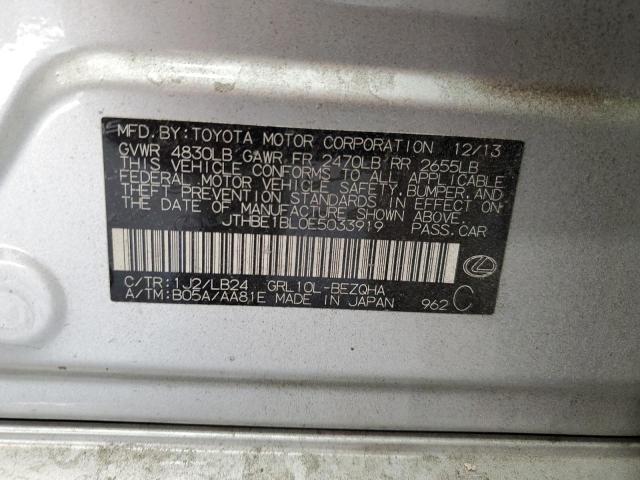 MFD. BY: TOYOTA MOTOR CORPORATION 12/13
GVWR 4830LB GAWR FR 2470LB RR 2655LB
THIS VEHICLE CONFORMS TO ALL APPLICABLE
FEDERAL MOTOR VEHICLE SAFETY, BUMPER, AND
THEFT PREVENTION STANDARDS IN EFFECT ON
THE DATE OF MANUFACTURE SHOWN ABOVE.
JTHBE1BL0E5033919 PASS. CAR
C/TR: 1J2/LB24 GRL10L-BEZQHA
A/TM: B05A/AA81E MADE IN JAPAN 962 C